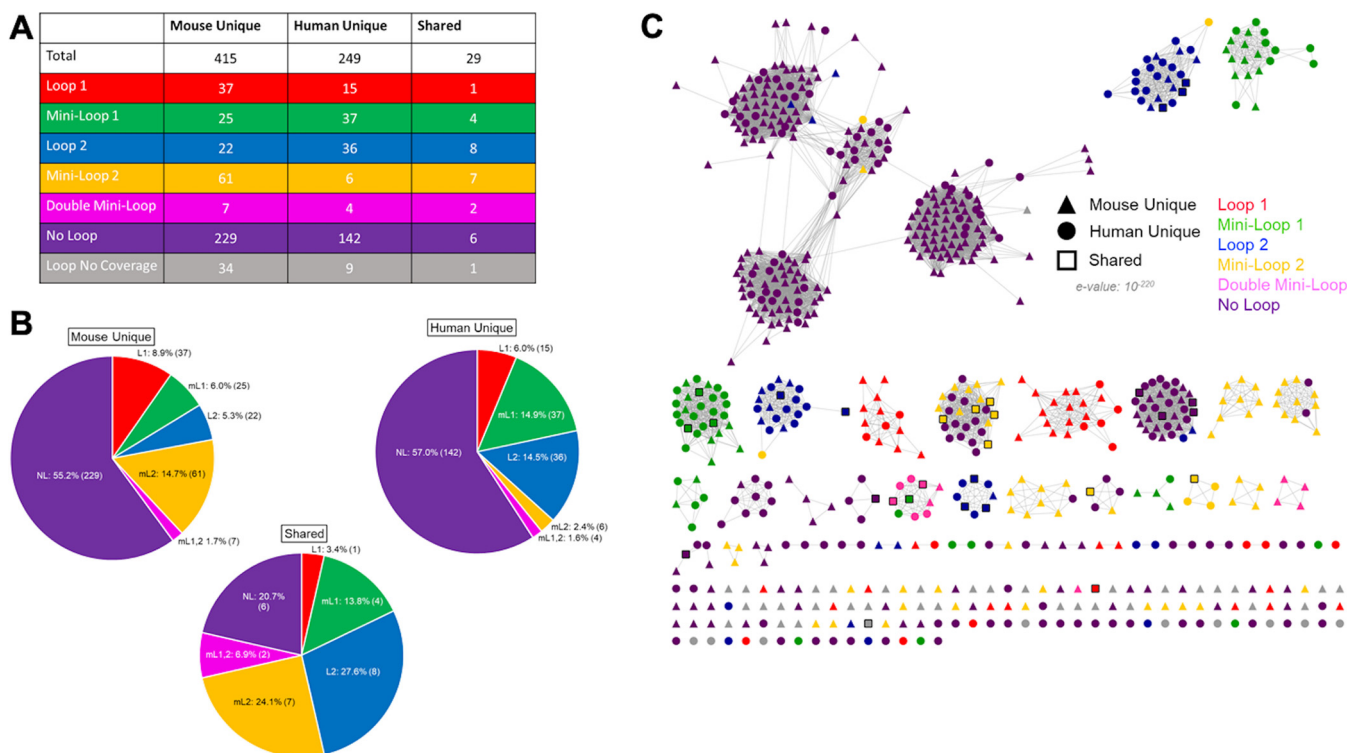 A
Mouse Unique Human Unique Shared
Total 415 249 29
Loop 1 37 15 1
Mini-Loop 1 25 37 4
Loop 2 22 36 8
Mini-Loop 2 61 6 7
Double Mini-Loop 7 4 2
No Loop 229 142 6
Loop No Coverage 34 9 1
B
Mouse Unique
L1: 8.9% (37)
mL1: 6.0% (25)
L2: 5.3% (22)
mL2: 14.7% (61)
mL1,2 1.7% (7)
NL: 55.2% (229)
Human Unique
L1: 6.0% (15)
mL1: 14.9% (37)
L2: 14.5% (36)
mL2: 2.4% (6)
mL1,2: 1.6% (4)
NL: 57.0% (142)
Shared
L1: 3.4% (1)
mL1: 13.8% (4)
L2: 27.6% (8)
mL2: 24.1% (7)
mL1,2: 6.9% (2)
NL: 20.7%
(6)
C
Mouse Unique
Human Unique
Shared
e-value: 10-220
Loop 1
Mini-Loop 1
Loop 2
Mini-Loop 2
Double Mini-Loop
No Loop